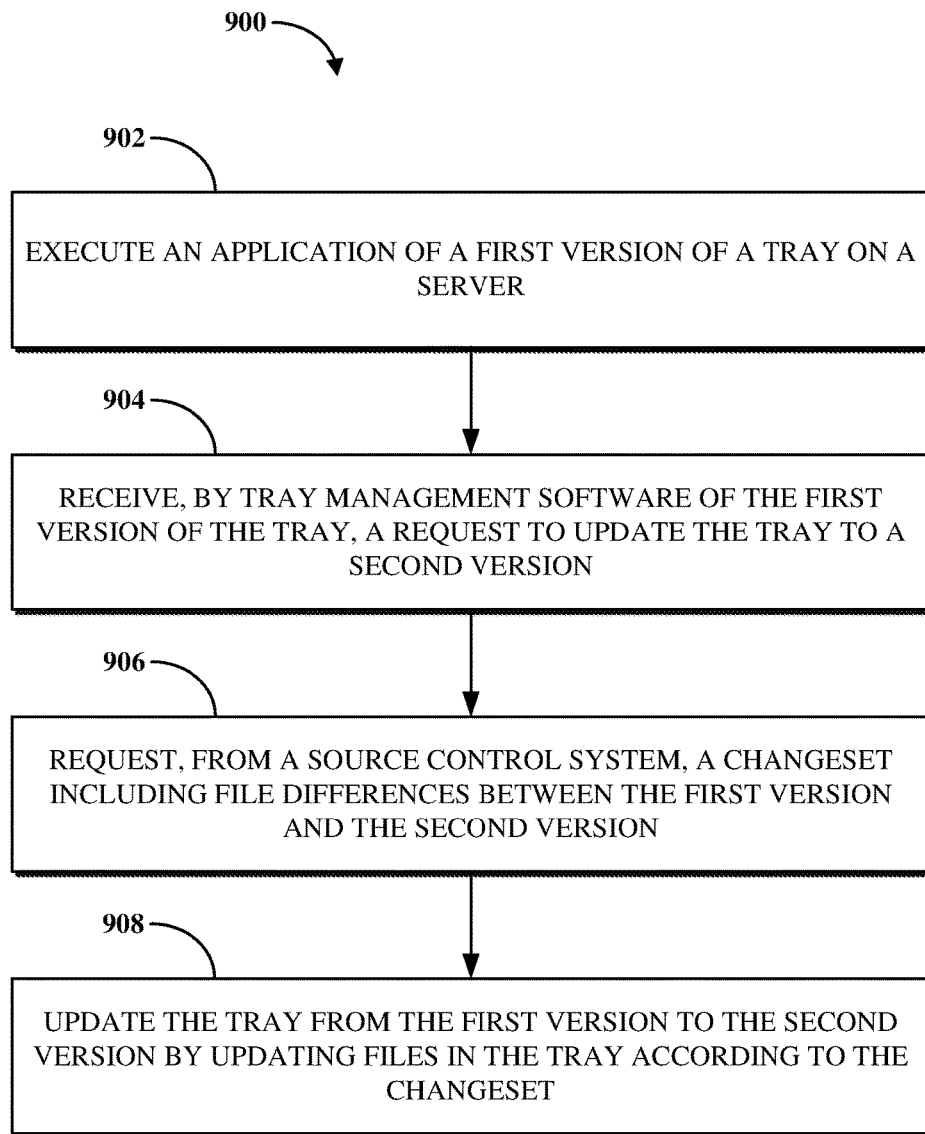 900
902
EXECUTE AN APPLICATION OF A FIRST VERSION OF A TRAY ON A
SERVER
904
RECEIVE, BY TRAY MANAGEMENT SOFTWARE OF THE FIRST
VERSION OF THE TRAY, A REQUEST TO UPDATE THE TRAY TO A
SECOND VERSION
906
REQUEST, FROM A SOURCE CONTROL SYSTEM, A CHANGESET
INCLUDING FILE DIFFERENCES BETWEEN THE FIRST VERSION
AND THE SECOND VERSION
908
UPDATE THE TRAY FROM THE FIRST VERSION TO THE SECOND
VERSION BY UPDATING FILES IN THE TRAY ACCORDING TO THE
CHANGESET